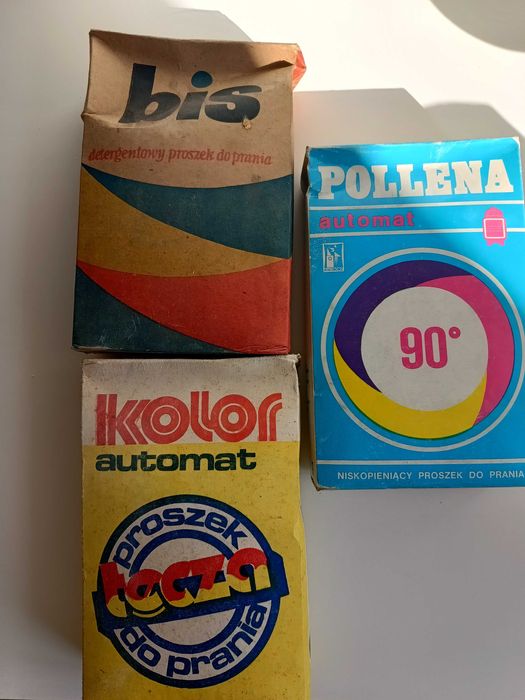 bis
detergentowy proszek do prania
POLLENA
automat
90°
NISKOPIENIĄCY PROSZEK DO PRANIA
kolor
automat
proszek
tęcza
do prania